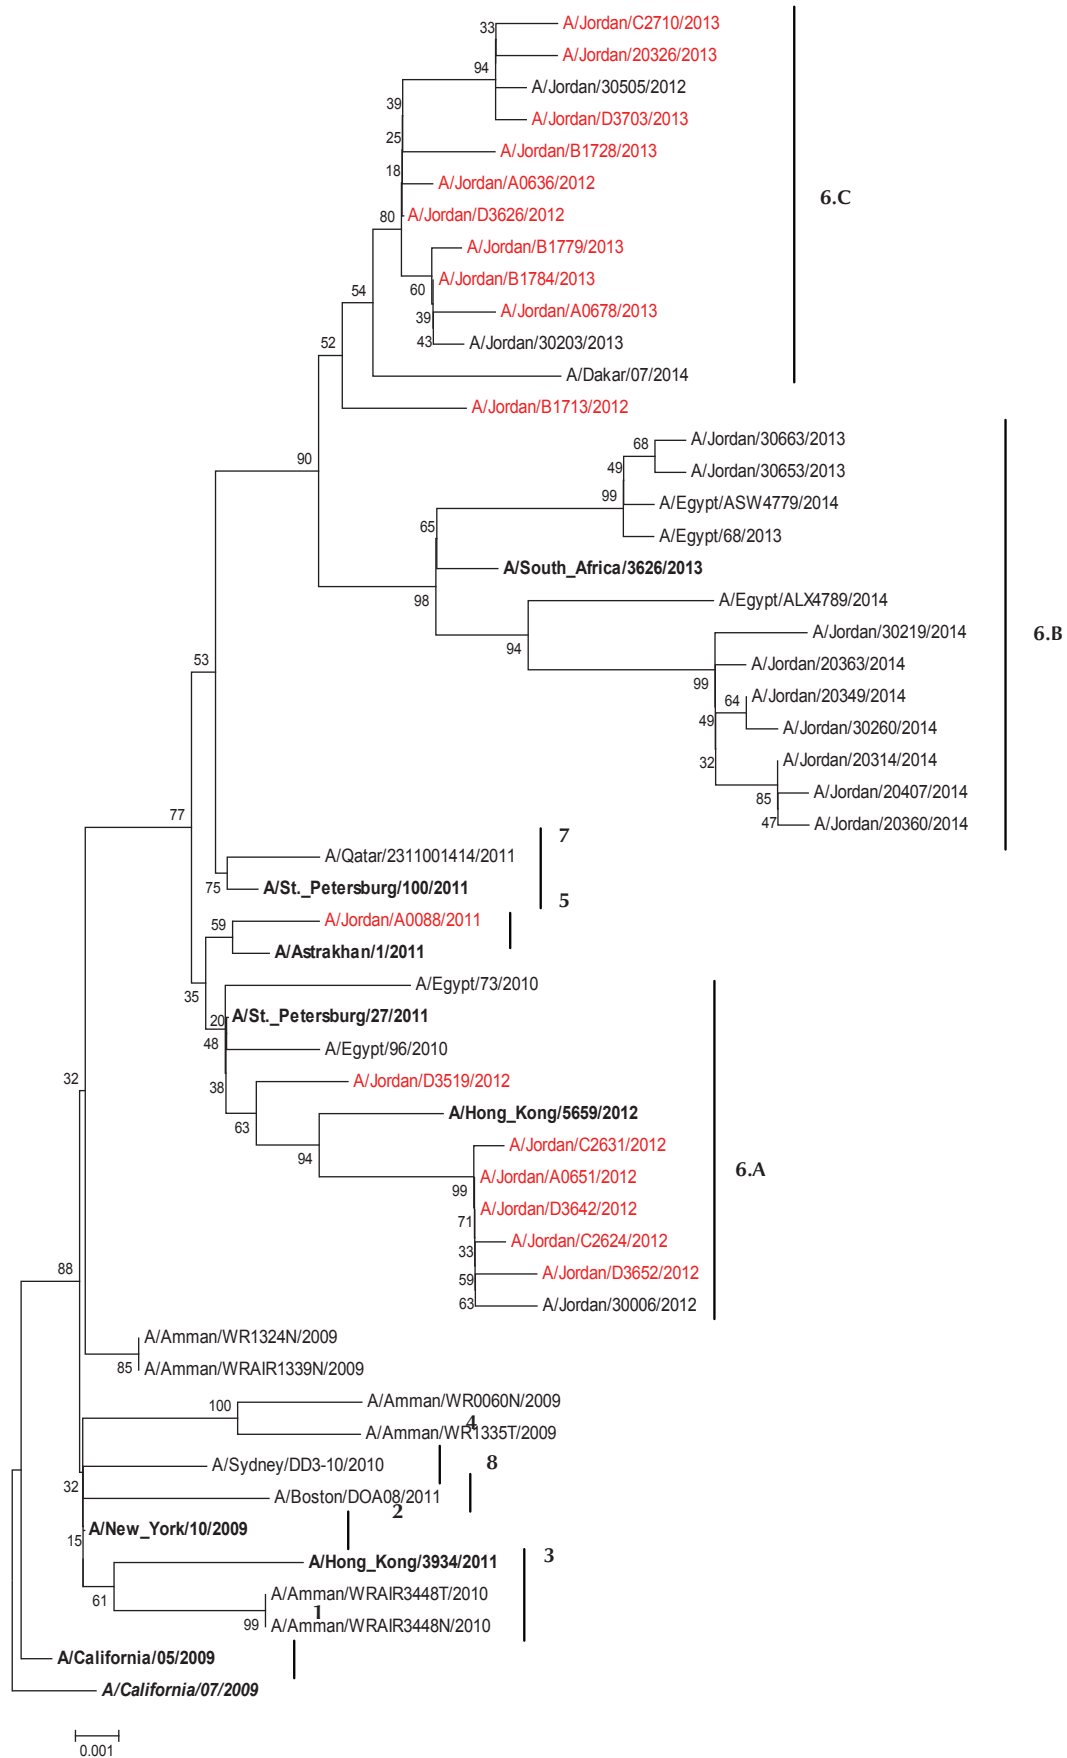 33
A/Jordan/C2710/2013
A/Jordan/20326/2013
94
A/Jordan/30505/2012
39
A/Jordan/D3703/2013
25
A/Jordan/B1728/2013
18
A/Jordan/A0636/2012
6.C
80
A/Jordan/D3626/2012
A/Jordan/B1779/2013
A/Jordan/B1784/2013
60
54
A/Jordan/A0678/2013
39
43
A/Jordan/30203/2013
52
A/Dakar/07/2014
A/Jordan/B1713/2012
68
A/Jordan/30663/2013
90
49
A/Jordan/30653/2013
99
A/Egypt/ASW4779/2014
65
A/Egypt/68/2013
A/South_Africa/3626/2013
98
A/Egypt/ALX4789/2014
6.B
A/Jordan/30219/2014
94
53
A/Jordan/20363/2014
99
64
A/Jordan/20349/2014
49
A/Jordan/30260/2014
32
A/Jordan/20314/2014
85
A/Jordan/20407/2014
77
47
A/Jordan/20360/2014
7
A/Qatar/2311001414/2011
75
A/St._Petersburg/100/2011
5
59
A/Jordan/A0088/2011
A/Astrakhan/1/2011
35
A/Egypt/73/2010
20
A/St._Petersburg/27/2011
48
A/Egypt/96/2010
32
38
A/Jordan/D3519/2012
63
A/Hong_Kong/5659/2012
94
A/Jordan/C2631/2012
6.A
99
A/Jordan/A0651/2012
71
A/Jordan/D3642/2012
33
A/Jordan/C2624/2012
88
59
A/Jordan/D3652/2012
63
A/Jordan/30006/2012
A/Amman/WR1324N/2009
85
A/Amman/WRAIR1339N/2009
100
A/Amman/WR0060N/2009
4
A/Amman/WR1335T/2009
A/Sydney/DD3-10/2010
8
32
A/Boston/DOA08/2011
2
A/New_York/10/2009
15
A/Hong_Kong/3934/2011
3
61
A/Amman/WRAIR3448T/2010
1
99
A/Amman/WRAIR3448N/2010
A/California/05/2009
A/California/07/2009
0.001